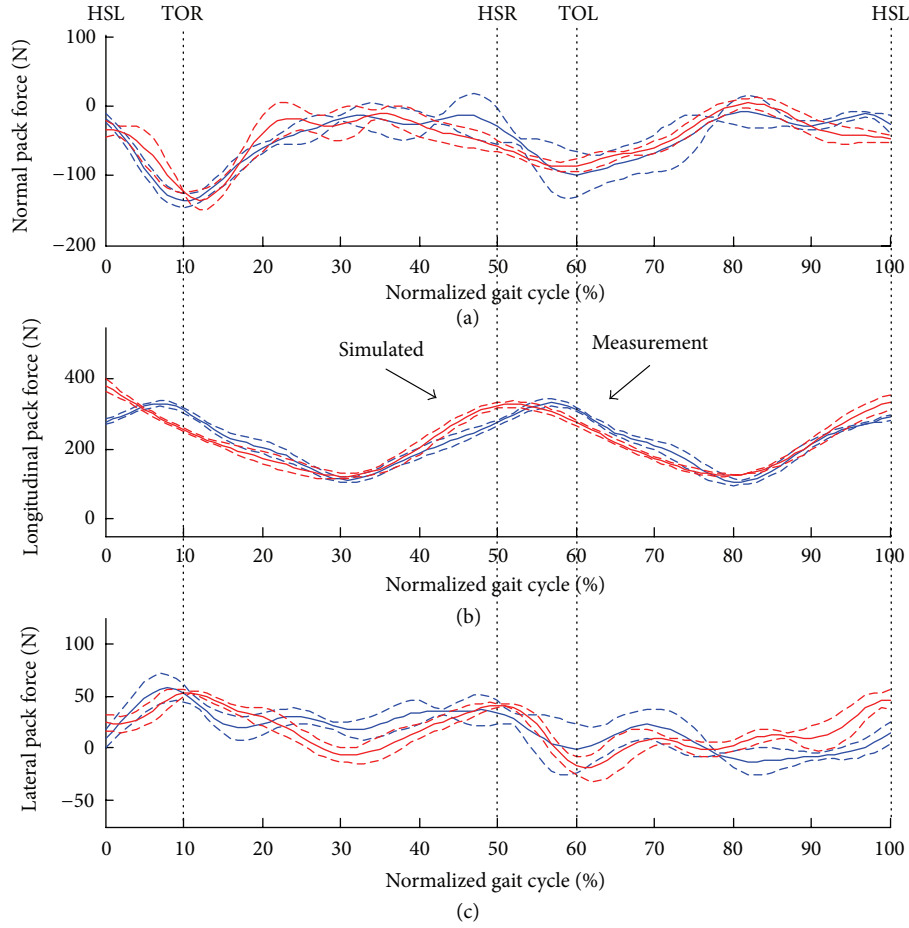 HSL TOR HSR TOL HSL
100
0
−100
−200
Normal pack force (N)
0 10 20 30 40 50 60 70 80 90 100
Normalized gait cycle (%)
(a)
400
200
0
Longitudinal pack force (N)
Simulated
Measurement
0 10 20 30 40 50 60 70 80 90 100
Normalized gait cycle (%)
(b)
100
50
0
−50
Lateral pack force (N)
0 10 20 30 40 50 60 70 80 90 100
Normalized gait cycle (%)
(c)